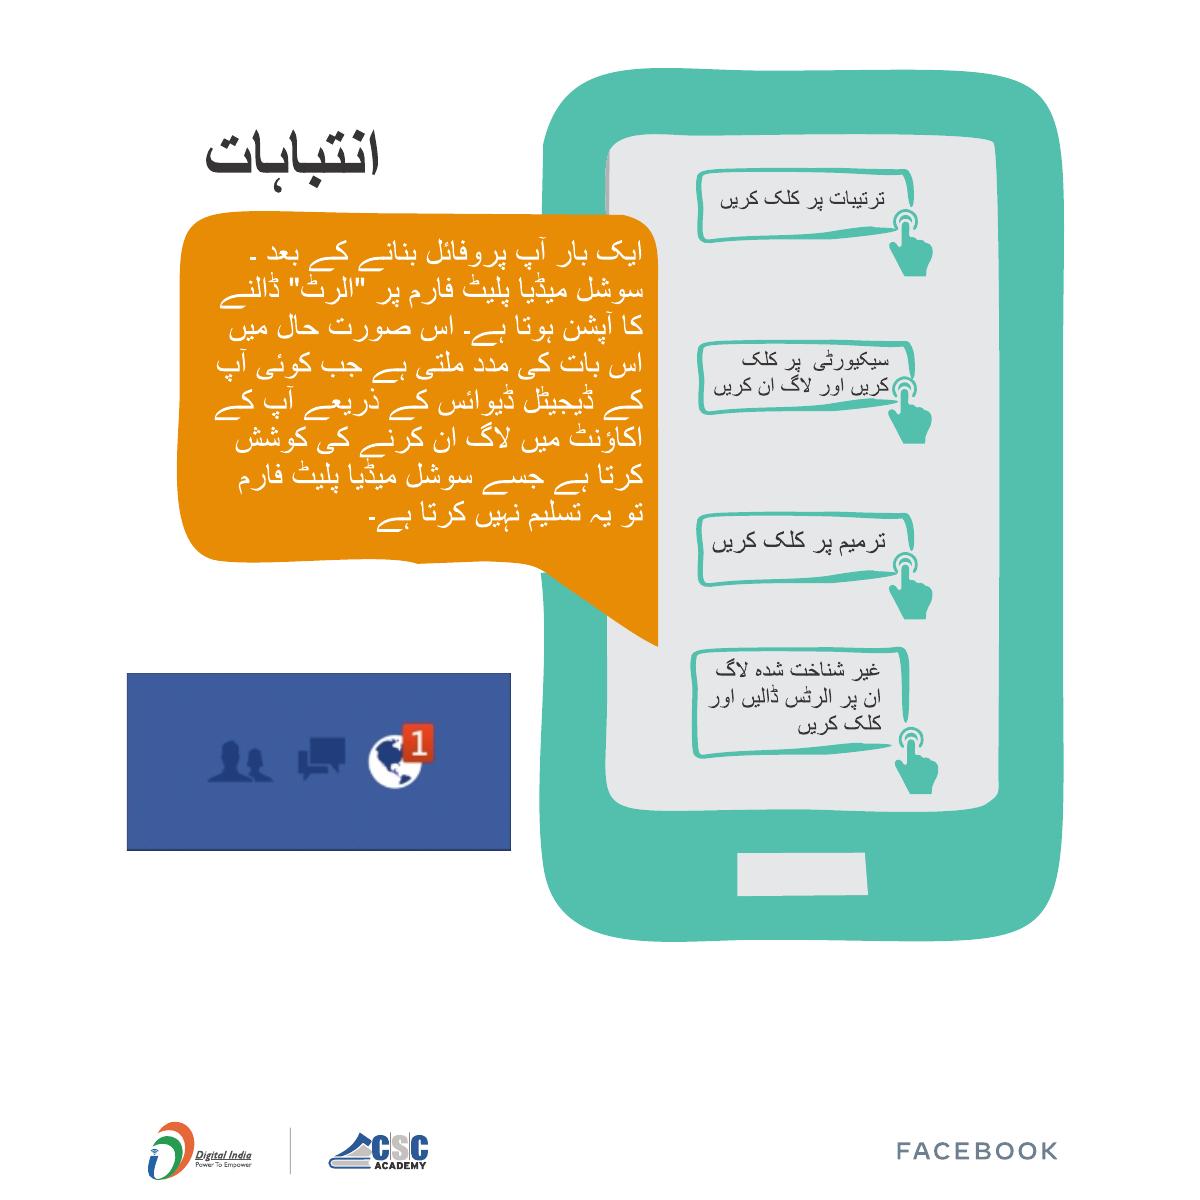 انتباہات
ایک بار آپ پروفائل بنانے کے بعد ۔
سوشل میڈیا پلیٹ فارم پر "الرٹ" ڈالنے
کا آپشن ہوتا ہے۔ اس صورت حال میں
اس بات کی مدد ملتی ہے جب کوئی آپ
کے ڈیجیٹل ڈیوائس کے ذریعے آپ کے
اکاؤنٹ میں لاگ ان کرنے کی کوشش
کرتا ہے جسے سوشل میڈیا پلیٹ فارم
تو یہ تسلیم نہیں کرتا ہے۔
ترتیبات پر کلک کریں
سیکیورٹی پر کلک
کریں اور لاگ ان کریں
ترمیم پر کلک کریں
غیر شناخت شدہ لاگ
ان پر الرٹس ڈالیں اور
کلک کریں
1
Digital India
Power To Empower
CSC
ACADEMY
FACEBOOK